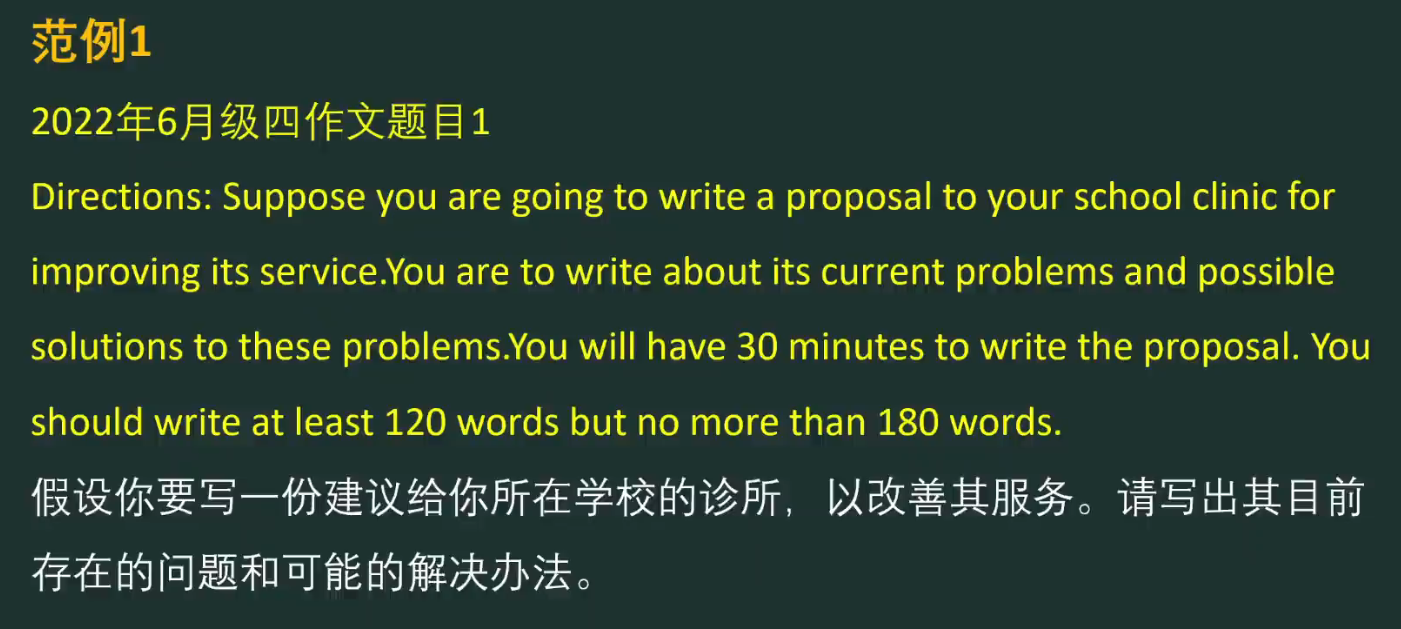 范例1
2022年6月级四作文题目1
Directions: Suppose you are going to write a proposal to your school clinic for
improving its service.You are to write about its current problems and possible
solutions to these problems.You will have 30 minutes to write the proposal. You
should write at least 120 words but no more than 180 words.
假设你要写一份建议给你所在学校的诊所，以改善其服务。请写出其目前
存在的问题和可能的解决办法。